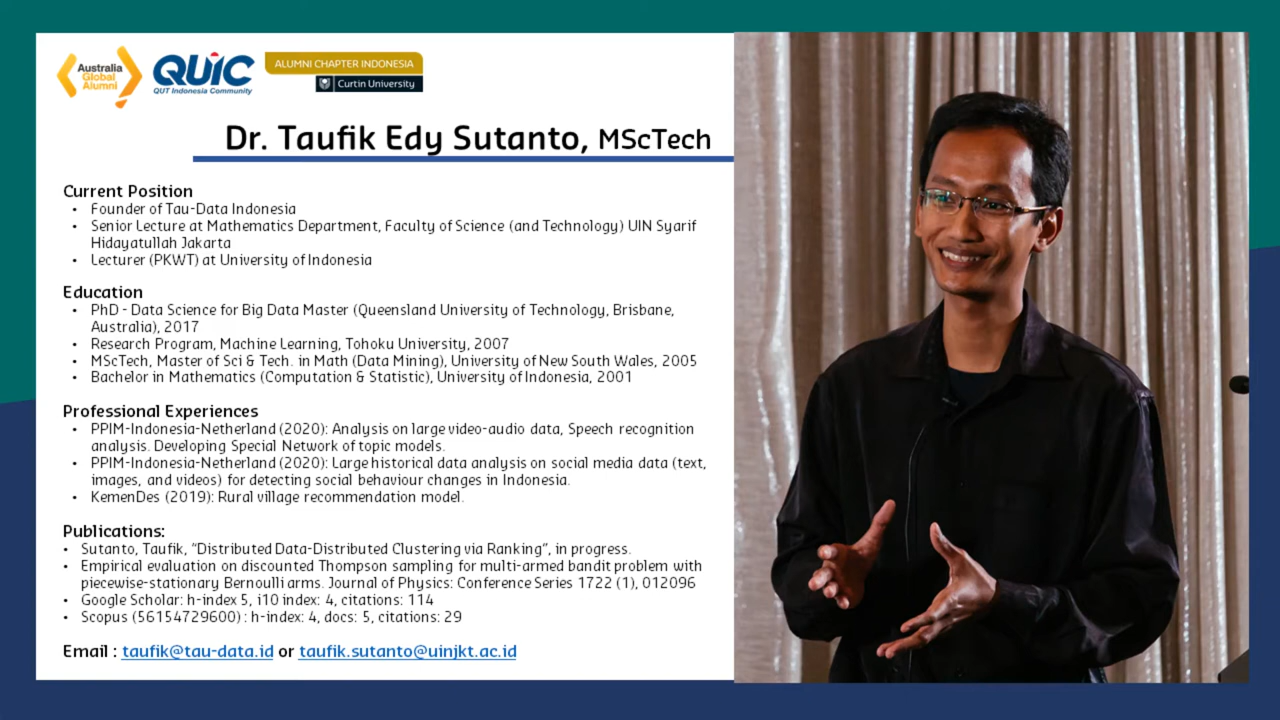 Australia
Global
Alumni
QUIC
QUT Indonesia Community
ALUMNI CHAPTER INDONESIA
Curtin University
Dr. Taufik Edy Sutanto, MScTech
Current Position
• Founder of Tau-Data Indonesia
• Senior Lecture at Mathematics Department, Faculty of Science (and Technology) UIN Syarif
Hidayatullah Jakarta
• Lecturer (PKWT) at University of Indonesia
Education
• PhD - Data Science for Big Data Master (Queensland University of Technology, Brisbane,
Australia), 2017
• Research Program, Machine Learning, Tohoku University, 2007
• MScTech, Master of Sci & Tech. in Math (Data Mining), University of New South Wales, 2005
• Bachelor in Mathematics (Computation & Statistic), University of Indonesia, 2001
Professional Experiences
• PPIM-Indonesia-Netherland (2020): Analysis on large video-audio data, Speech recognition
analysis. Developing Special Network of topic models.
• PPIM-Indonesia-Netherland (2020): Large historical data analysis on social media data (text,
images, and videos) for detecting social behaviour changes in Indonesia.
• KemenDes (2019): Rural village recommendation model.
Publications:
• Sutanto, Taufik, “Distributed Data-Distributed Clustering via Ranking”, in progress.
• Empirical evaluation on discounted Thompson sampling for multi-armed bandit problem with
piecewise-stationary Bernoulli arms. Journal of Physics: Conference Series 1722 (1), 012096
• Google Scholar: h-index 5, i10 index: 4, citations: 114
• Scopus (56154729600) : h-index: 4, docs: 5, citations: 29
Email : taufik@tau-data.id or taufik.sutanto@uinjkt.ac.id